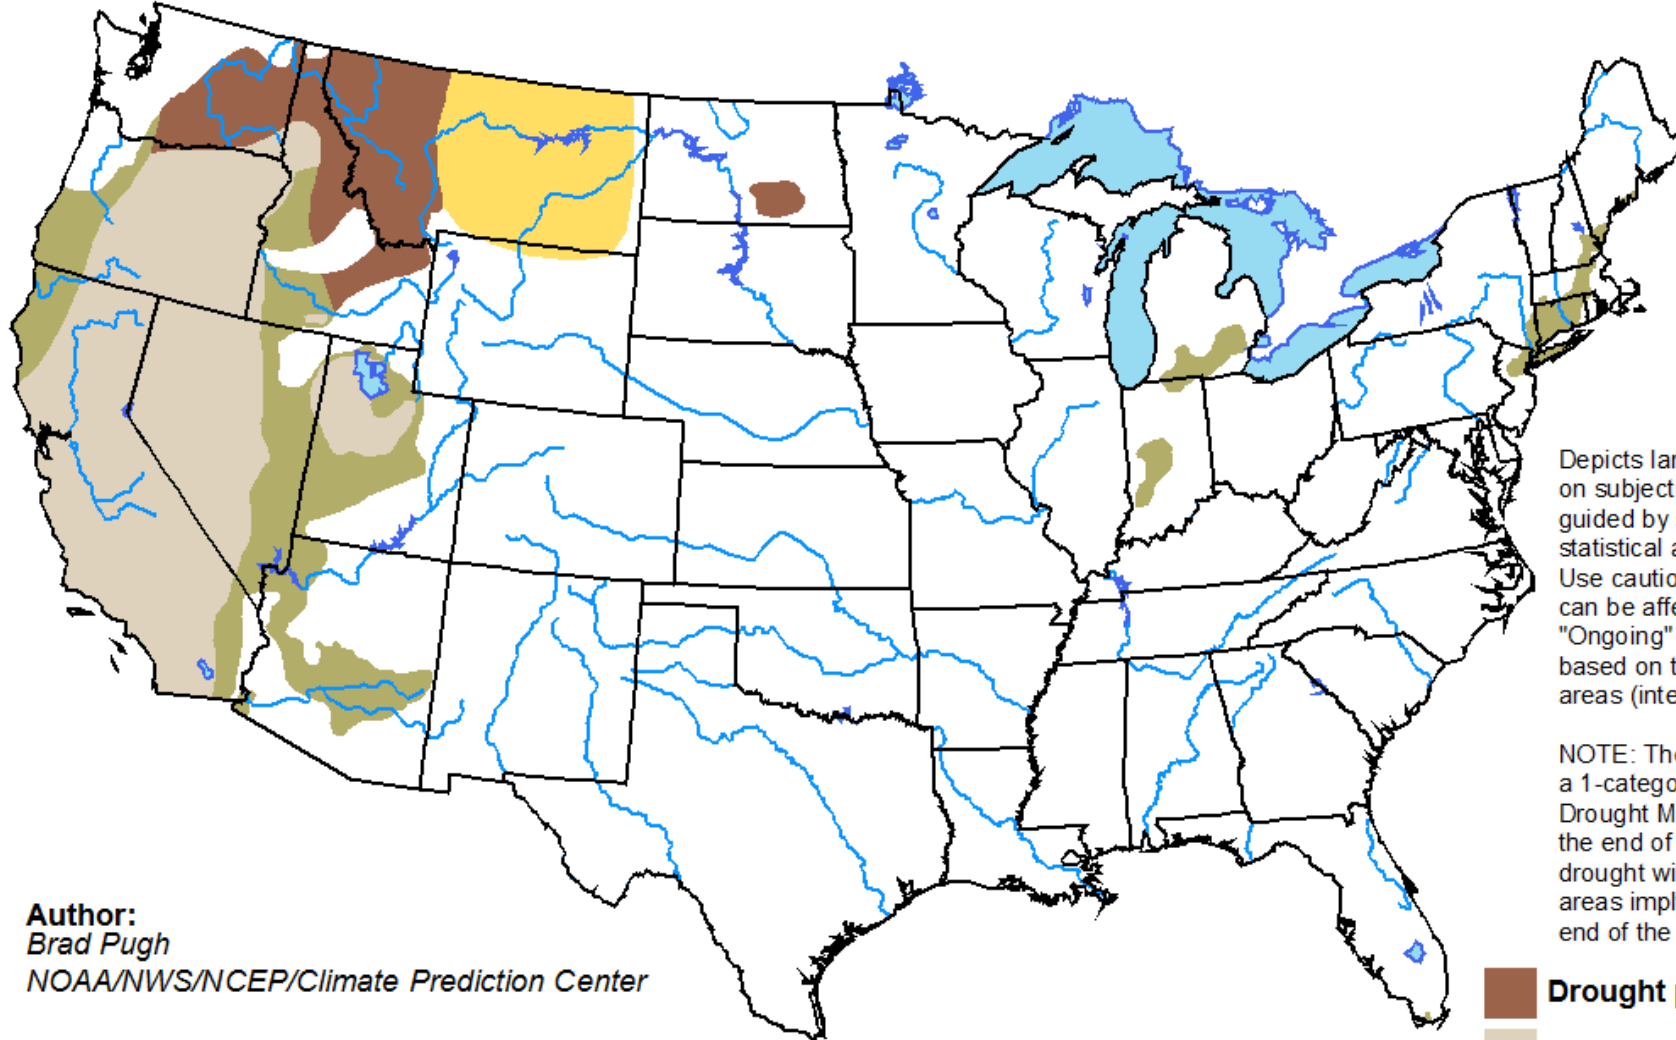 Depicts lar
on subject
guided by
statistical a
Use cautio
can be affe
"Ongoing"
based on t
areas (inte
NOTE: The
a 1-catego
Drought M
the end of
drought wi
areas impl
end of the
Author:
Brad Pugh
NOAA/NWS/NCEP/Climate Prediction Center
Drought p